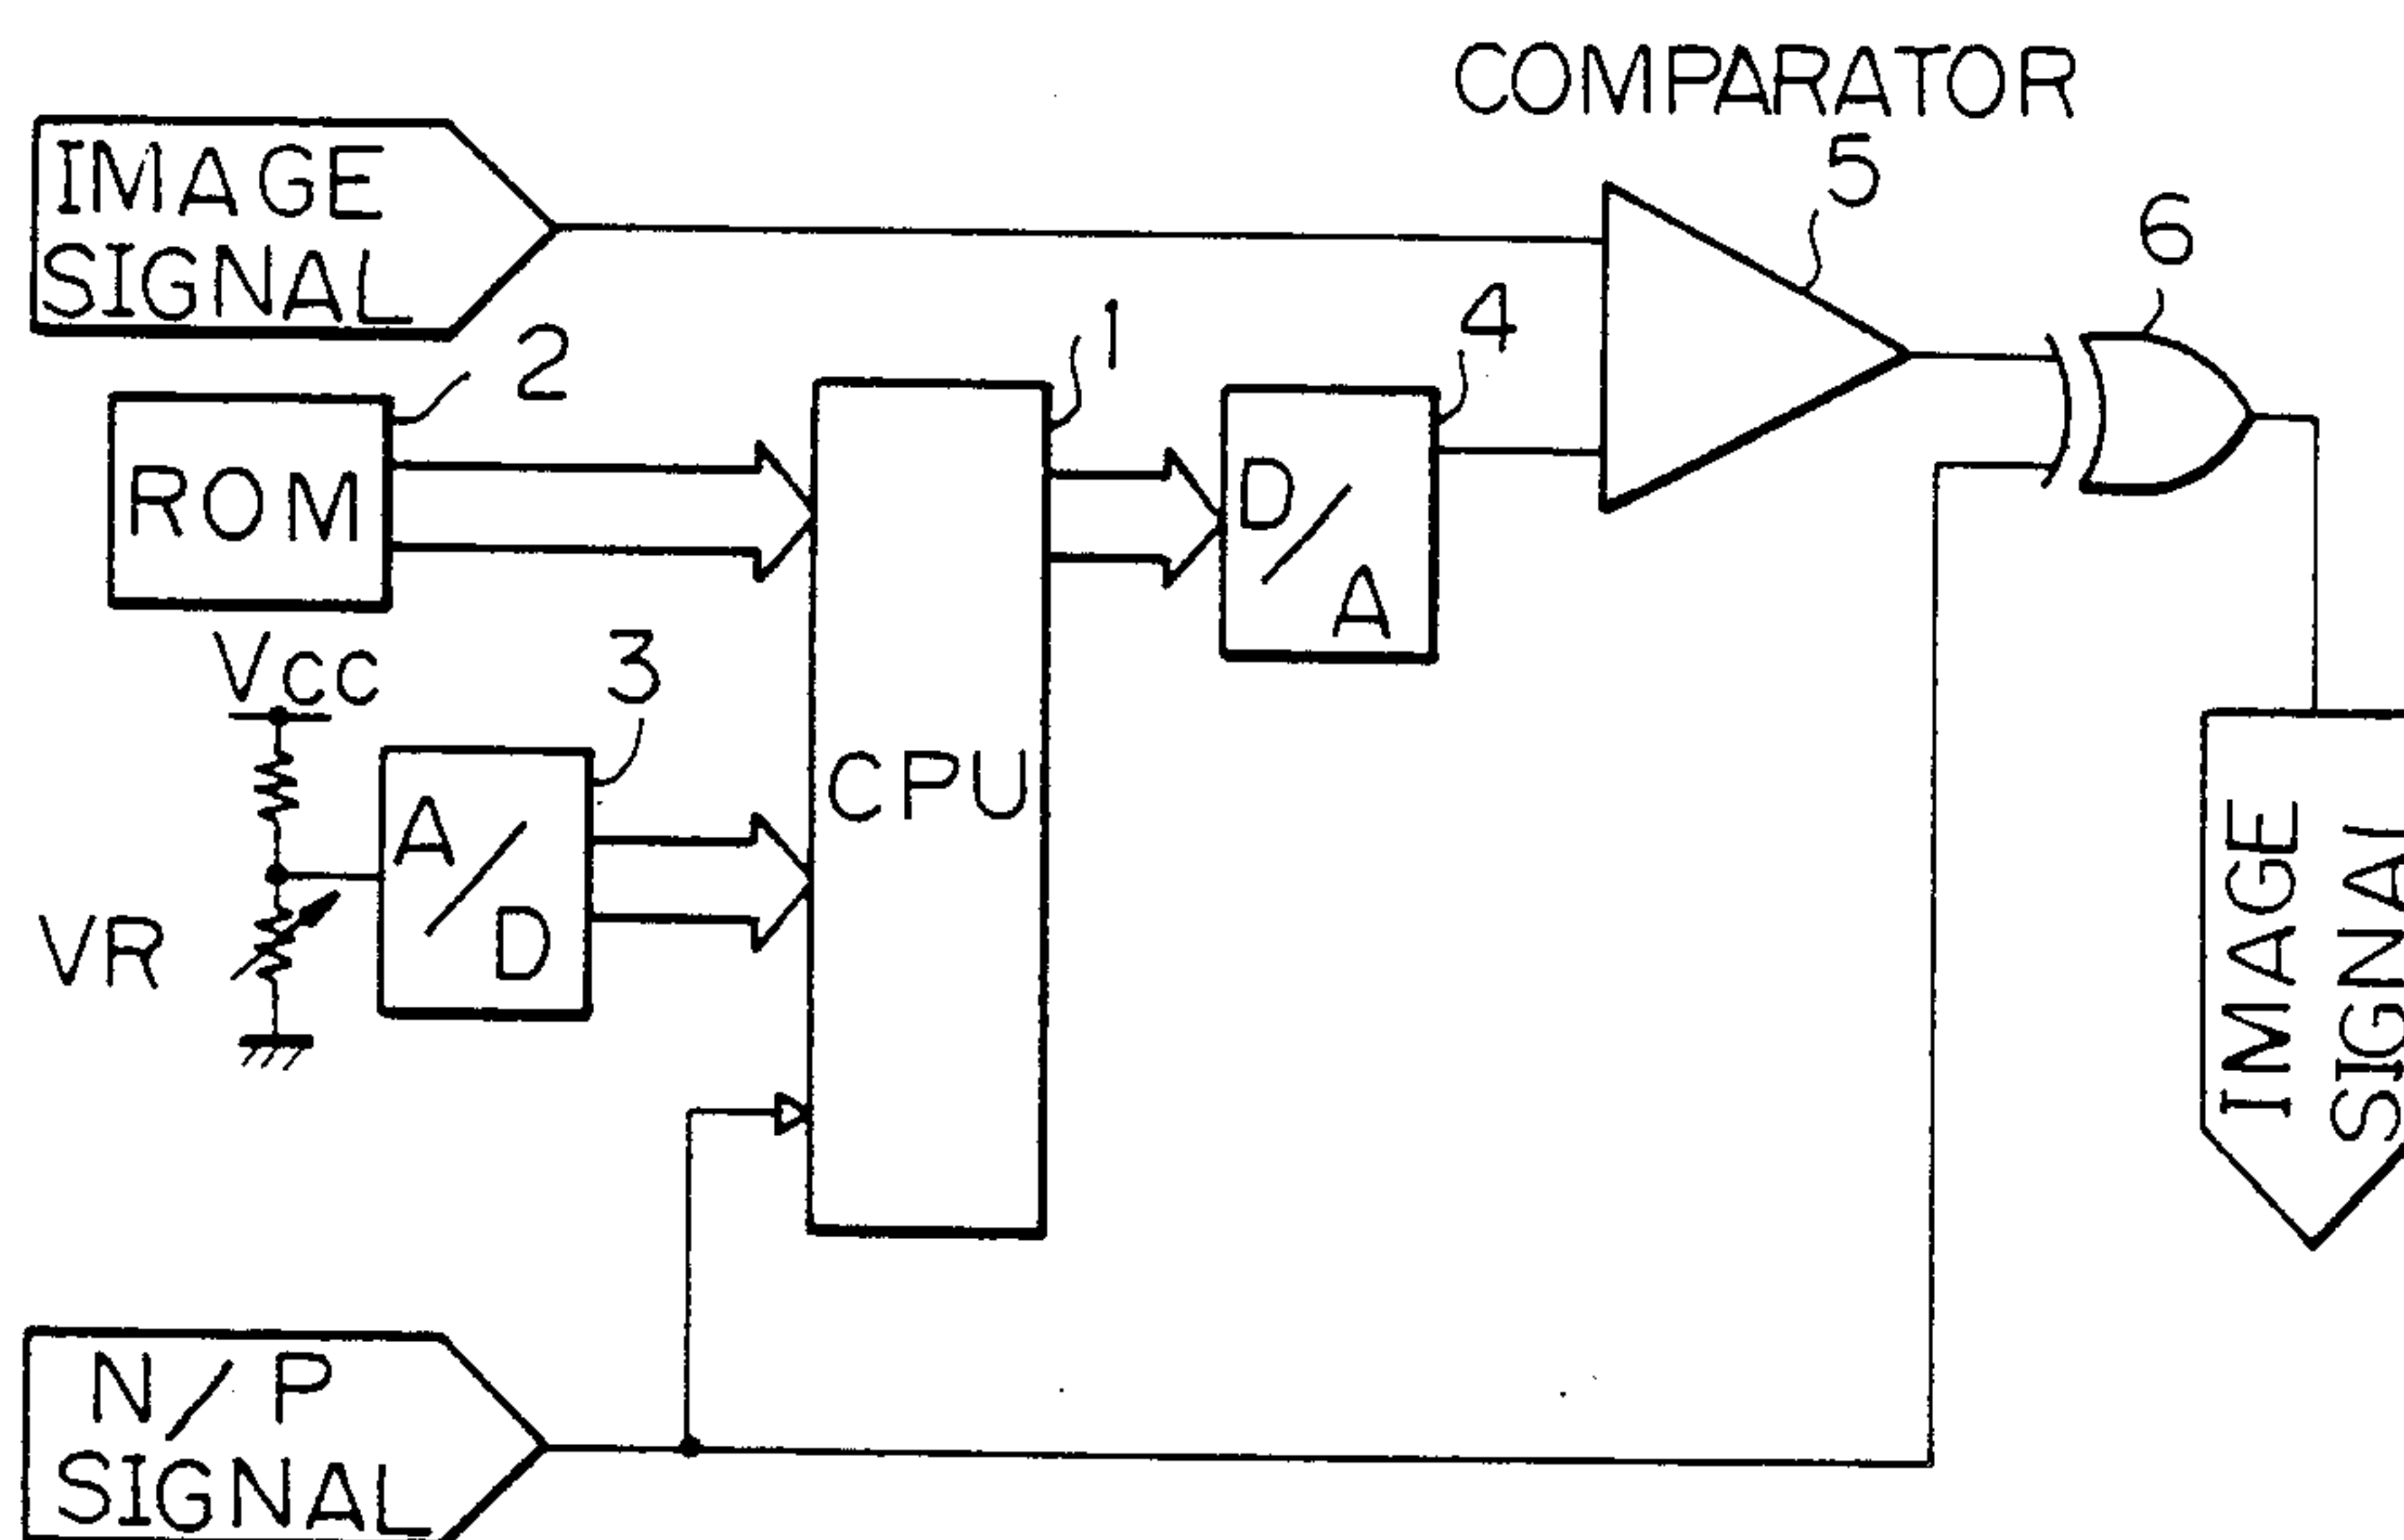 COMPARATOR
5
IMAGE
SIGNAL
6
1
4
2
ROM
D/A
Vcc
3
CPU
A/D
VR
IMAGE
SIGNAL
N/P
SIGNAL